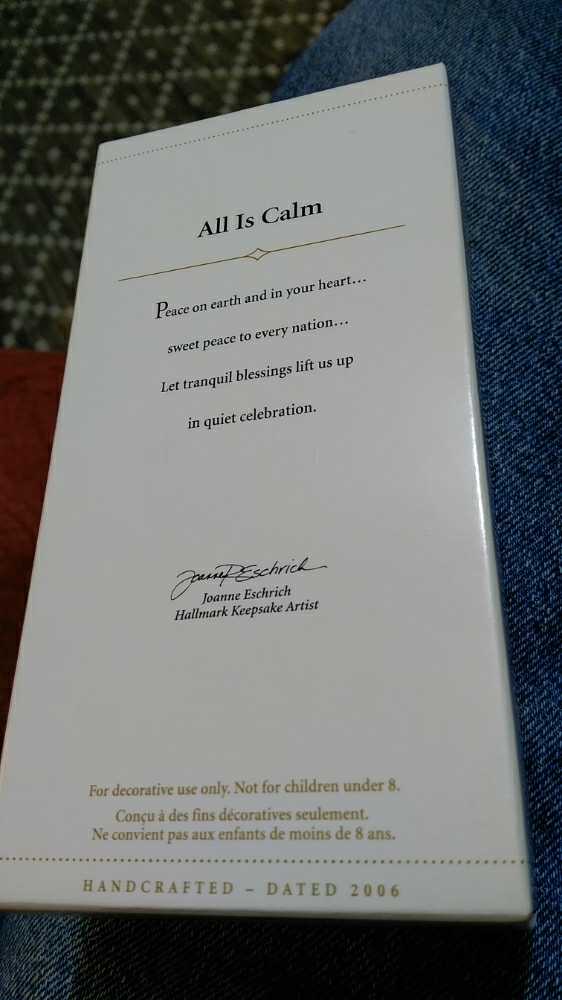 All Is Calm
Peace on earth and in your heart...
sweet peace to every nation...
Let tranquil blessings lift us up
in quiet celebration.
Joanne Eschrich
Joanne Eschrich
Hallmark Keepsake Artist
For decorative use only. Not for children under 8.
Conçu à des fins décoratives seulement.
Ne convient pas aux enfants de moins de 8 ans.
HANDCRAFTED – DATED 2006